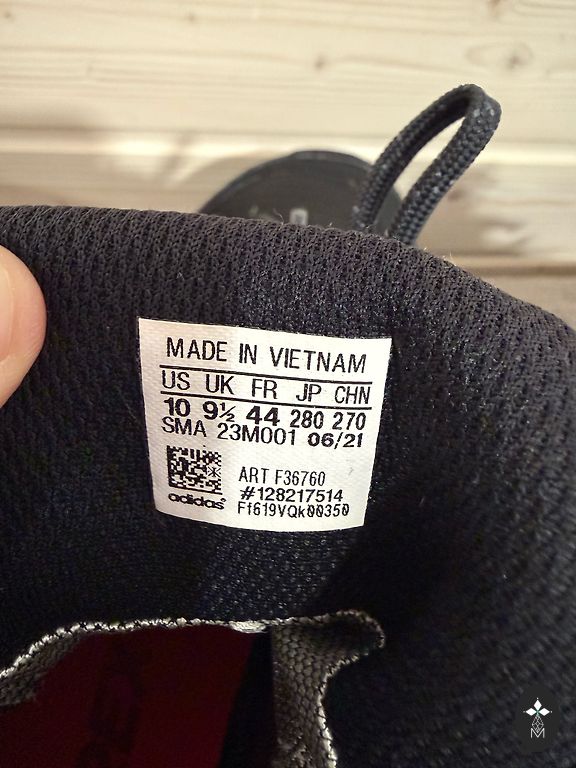 MADE IN VIETNAM
US UK FR JP CHN
10 9½ 44 280 270
SMA 23M001 06/21
ART F36760
#128217514
adidas
Ff619VQk00350